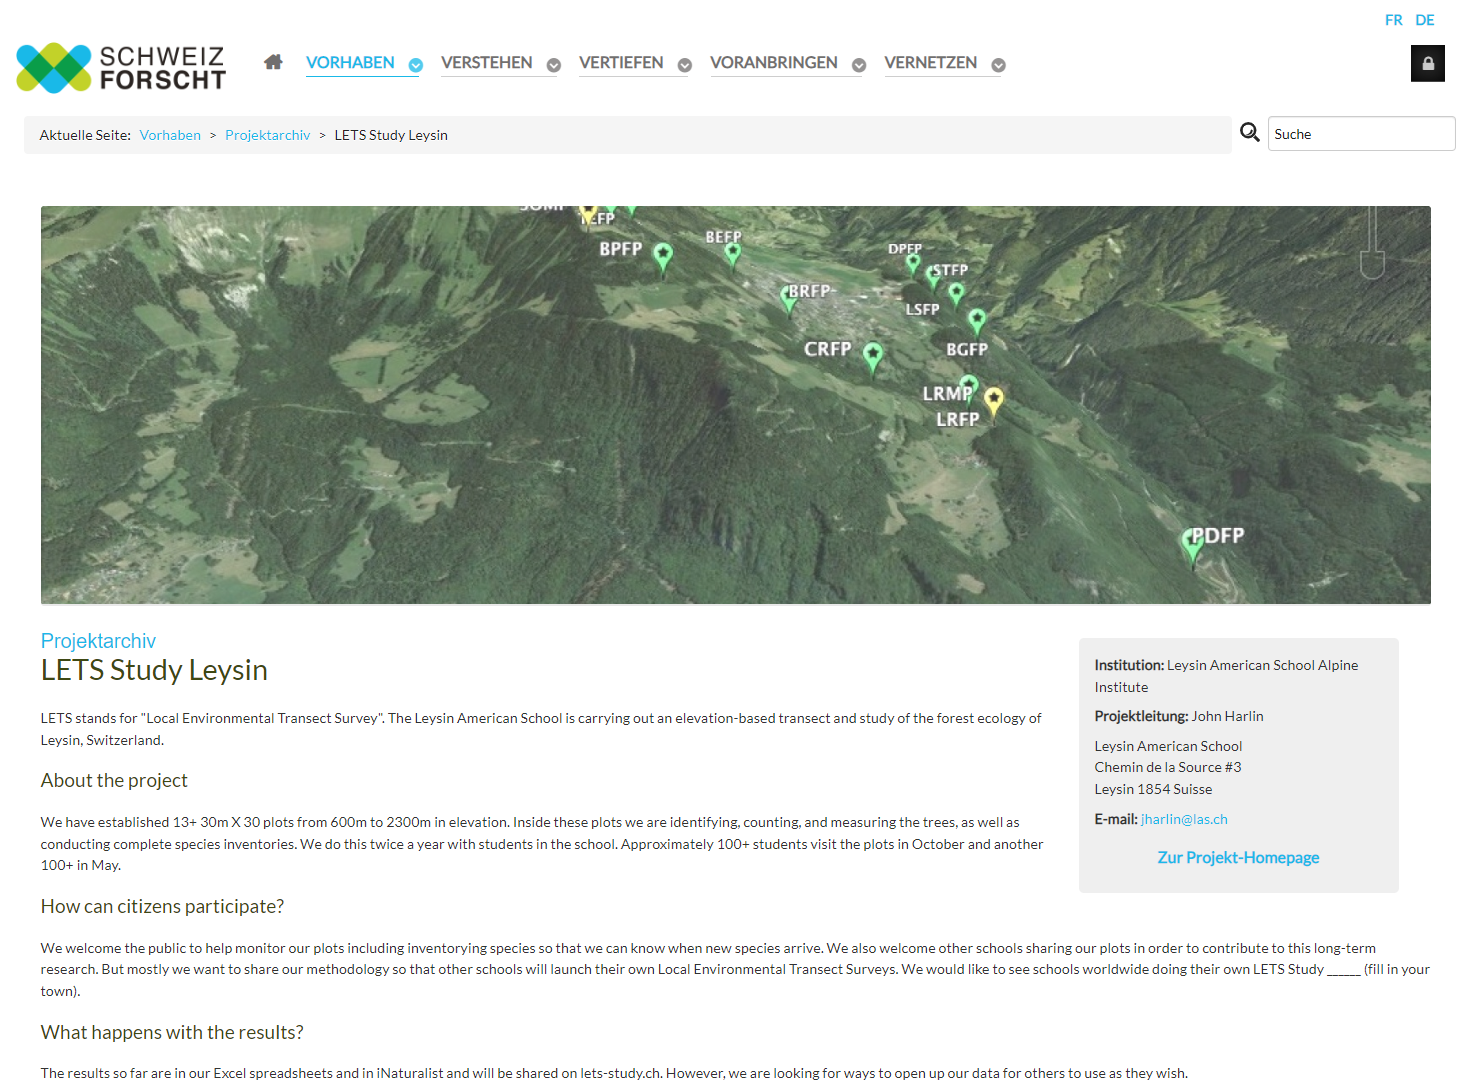 FR DE
SCHWEIZ
FORSCHT
VORHABEN VERSTEHEN VERTIEFEN VORANBRINGEN VERNETZEN
Aktuelle Seite: Vorhaben > Projektarchiv > LETS Study Leysin
Suche
BPFP
BEFP
DPFP
STFP
BRFP
LSFP
CRFP
BGFP
LRMP
LRFP
PDFP
Projektarchiv
LETS Study Leysin
LETS stands for "Local Environmental Transect Survey". The Leysin American School is carrying out an elevation-based transect and study of the forest ecology of
Leysin, Switzerland.
About the project
We have established 13+ 30m X 30 plots from 600m to 2300m in elevation. Inside these plots we are identifying, counting, and measuring the trees, as well as
conducting complete species inventories. We do this twice a year with students in the school. Approximately 100+ students visit the plots in October and another
100+ in May.
Institution: Leysin American School Alpine
Institute
Projektleitung: John Harlin
Leysin American School
Chemin de la Source #3
Leysin 1854 Suisse
E-mail: jharlin@las.ch
Zur Projekt-Homepage
How can citizens participate?
We welcome the public to help monitor our plots including inventorying species so that we can know when new species arrive. We also welcome other schools sharing our plots in order to contribute to this long-term
research. But mostly we want to share our methodology so that other schools will launch their own Local Environmental Transect Surveys. We would like to see schools worldwide doing their own LETS Study ______ (fill in your
town).
What happens with the results?
The results so far are in our Excel spreadsheets and in iNaturalist and will be shared on lets-study.ch. However, we are looking for ways to open up our data for others to use as they wish.